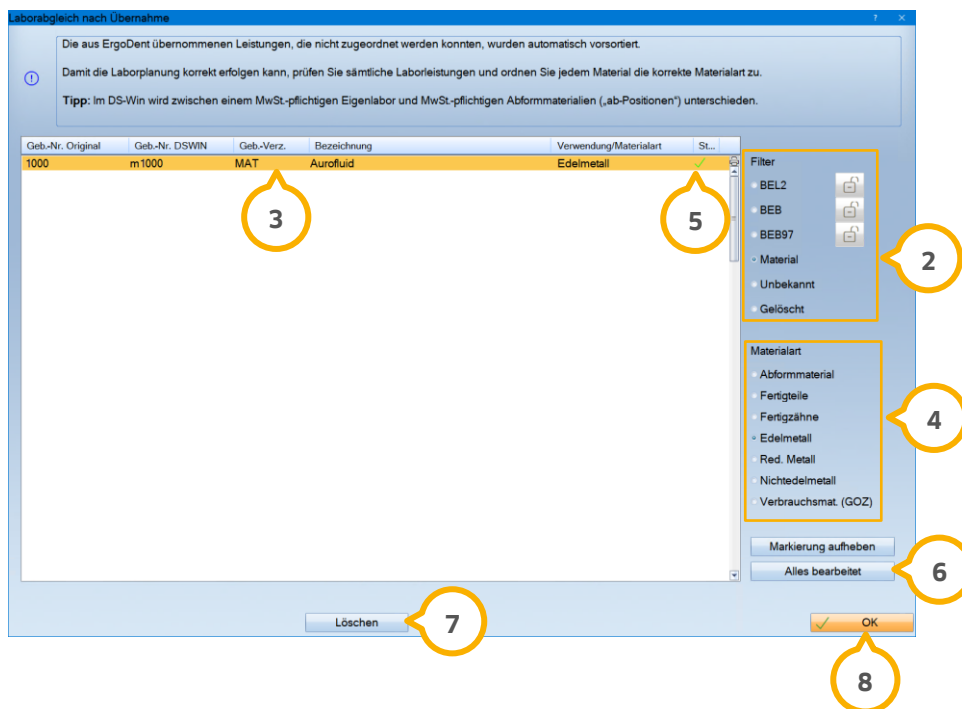 Laborabgleich nach Übernahme ? ×
Die aus ErgoDent übernommenen Leistungen, die nicht zugeordnet werden konnten, wurden automatisch vorsortiert.
Damit die Laborplanung korrekt erfolgen kann, prüfen Sie sämtliche Laborleistungen und ordnen Sie jedem Material die korrekte Materialart zu.
Tipp: Im DS-Win wird zwischen einem MwSt.-pflichtigen Eigenlabor und MwSt.-pflichtigen Abformmaterialien („ab-Positionen") unterschieden.
Geb.-Nr. Original Geb.-Nr. DSWIN Geb.-Verz. Bezeichnung Verwendung/Materialart St...
1000 m1000 MAT Aurofluid Edelmetall
3
5
Filter
BEL2
BEB
BEB97
Material
Unbekannt
Gelöscht
2
Materialart
Abformmaterial
Fertigteile
Fertigzähne
Edelmetall
Red. Metall
Nichtedelmetall
Verbrauchsmat. (GOZ)
4
Markierung aufheben
Alles bearbeitet
6
Löschen
7
OK
8